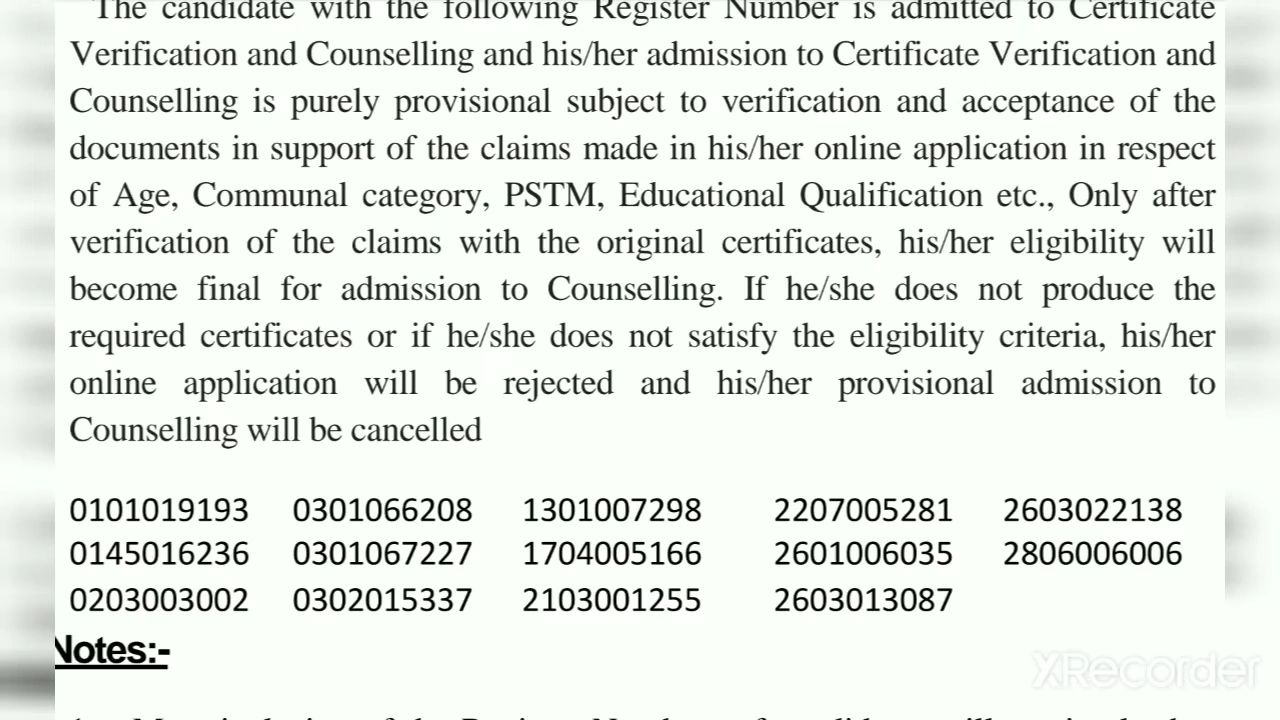 The candidate with the following Register Number is admitted to Certificate
Verification and Counselling and his/her admission to Certificate Verification and
Counselling is purely provisional subject to verification and acceptance of the
documents in support of the claims made in his/her online application in respect
of Age, Communal category, PSTM, Educational Qualification etc., Only after
verification of the claims with the original certificates, his/her eligibility will
become final for admission to Counselling. If he/she does not produce the
required certificates or if he/she does not satisfy the eligibility criteria, his/her
online application will be rejected and his/her provisional admission to
Counselling will be cancelled
0101019193 0301066208 1301007298 2207005281 2603022138
0145016236 0301067227 1704005166 2601006035 2806006006
0203003002 0302015337 2103001255 2603013087
Notes:-
XRecorder